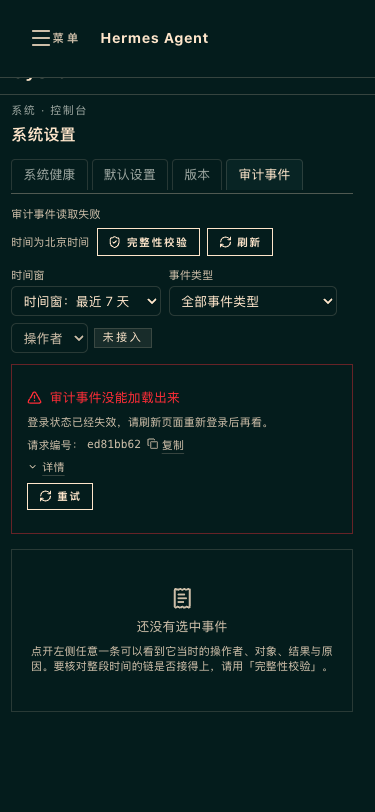 菜单 Hermes Agent
系统 · 控制台
系统设置
系统健康 默认设置 版本 审计事件
审计事件读取失败
时间为北京时间 完整性校验 刷新
时间窗 事件类型
时间窗：最近 7 天 全部事件类型
操作者 未接入
审计事件没能加载出来
登录状态已经失效，请刷新页面重新登录后再看。
请求编号： ed81bb62 复制
详情
重试
还没有选中事件
点开左侧任意一条可以看到它当时的操作者、对象、结果与原
因。要核对整段时间的链是否接得上，请用「完整性校验」。